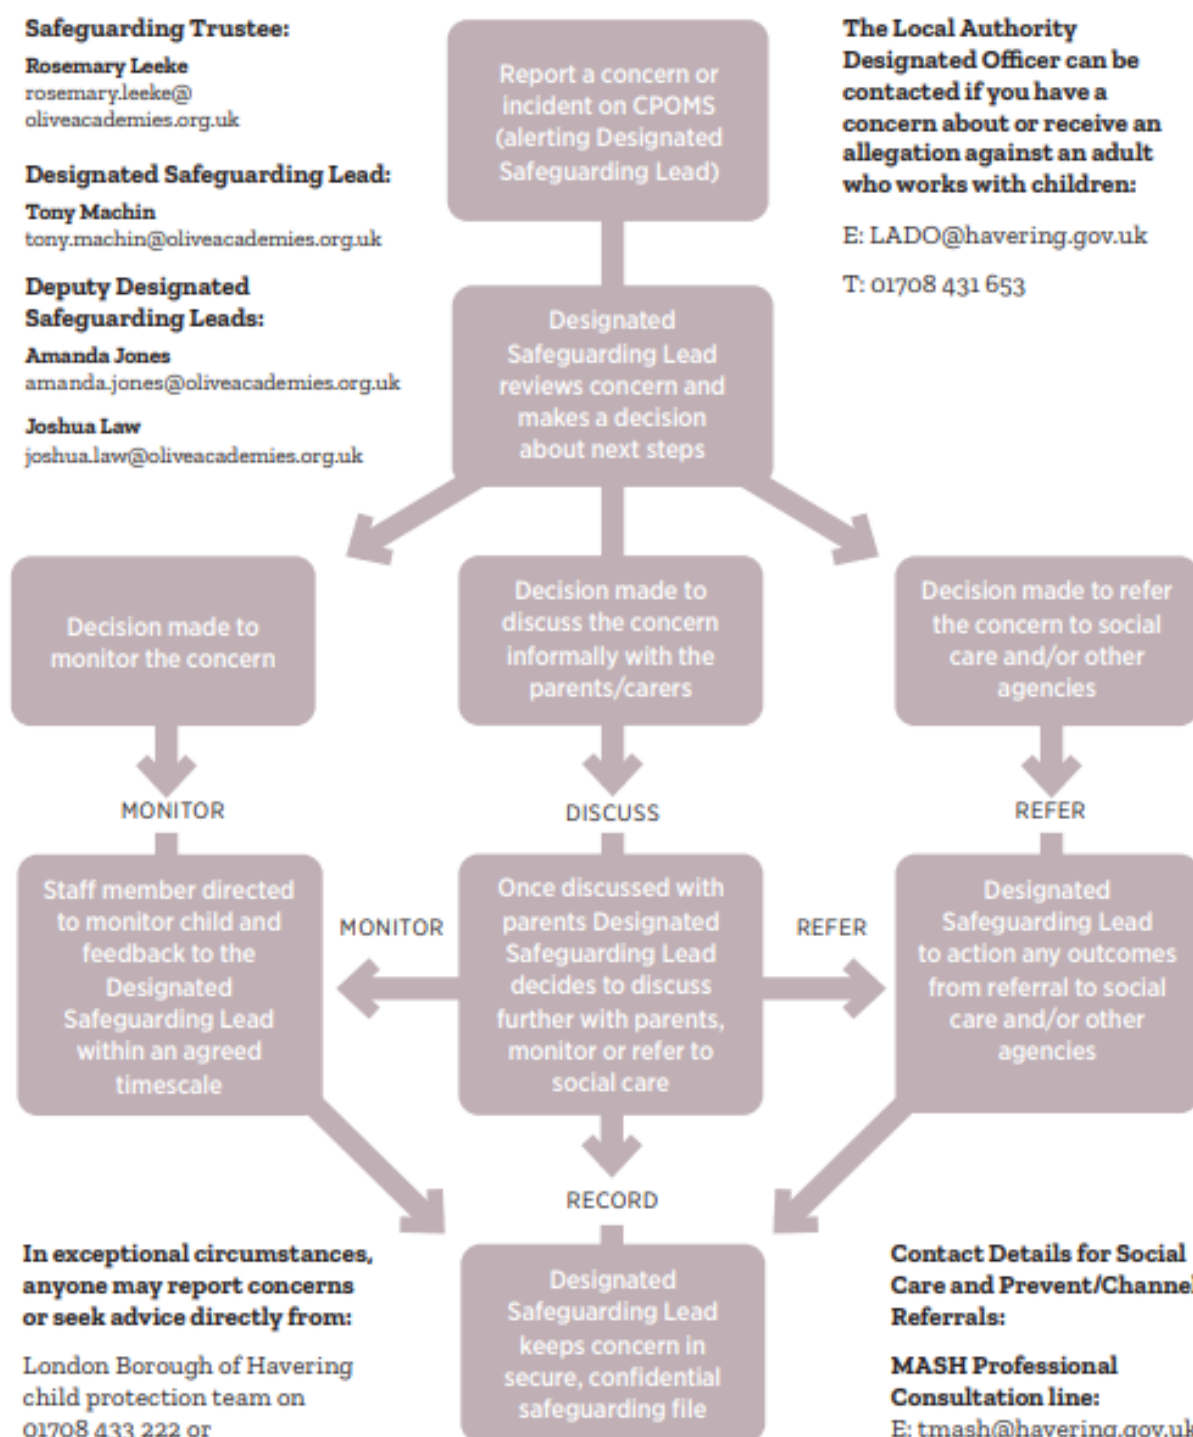 Safeguarding Trustee:
Rosemary Leeke
rosemary.leeke@
oliveacademies.org.uk
Designated Safeguarding Lead:
Tony Machin
tony.machin@oliveacademies.org.uk
Deputy Designated
Safeguarding Leads:
Amanda Jones
amanda.jones@oliveacademies.org.uk
Joshua Law
joshua.law@oliveacademies.org.uk
Report a concern or
incident on CPOMS
(alerting Designated
Safeguarding Lead)
The Local Authority
Designated Officer can be
contacted if you have a
concern about or receive an
allegation against an adult
who works with children:
E: LADO@havering.gov.uk
T: 01708 431 653
Designated
Safeguarding Lead
reviews concern and
makes a decision
about next steps
Decision made to
monitor the concern
Decision made to
discuss the concern
informally with the
parents/carers
Decision made to refer
the concern to social
care and/or other
agencies
MONITOR
DISCUSS
REFER
Staff member directed
to monitor child and
feedback to the
Designated
Safeguarding Lead
within an agreed
timescale
MONITOR
Once discussed with
parents Designated
Safeguarding Lead
decides to discuss
further with parents,
monitor or refer to
social care
REFER
Designated
Safeguarding Lead
to action any outcomes
from referral to social
care and/or other
agencies
RECORD
In exceptional circumstances,
anyone may report concerns
or seek advice directly from:
London Borough of Havering
child protection team on
01708 433 222 or
Designated
Safeguarding Lead
keeps concern in
secure, confidential
safeguarding file
Contact Details for Social
Care and Prevent/Channel
Referrals:
MASH Professional
Consultation line:
E: tmash@havering.gov.uk